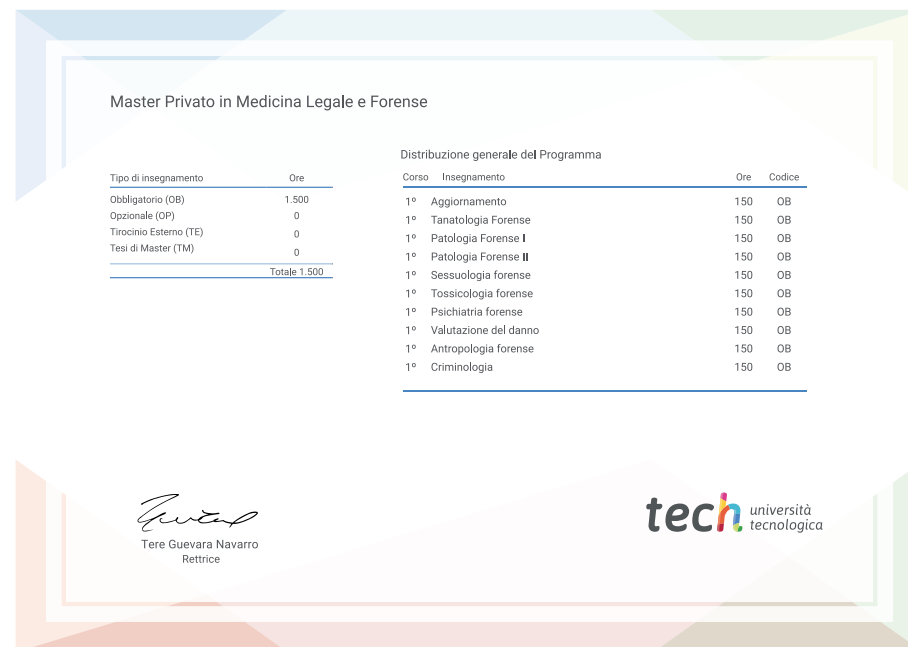 Master Privato in Medicina Legale e Forense
Tipo di insegnamento Ore
Obbligatorio (OB) 1.500
Opzionale (OP) 0
Tirocinio Esterno (TE) 0
Tesi di Master (TM) 0
Totale 1.500
Distribuzione generale del Programma
Corso Insegnamento Ore Codice
1º Aggiornamento 150 OB
1º Tanatologia Forense 150 OB
1º Patologia Forense I 150 OB
1º Patologia Forense II 150 OB
1º Sessuologia forense 150 OB
1º Tossicologia forense 150 OB
1º Psichiatria forense 150 OB
1º Valutazione del danno 150 OB
1º Antropologia forense 150 OB
1º Criminologia 150 OB
Tere Guevara Navarro
Rettrice
tech università
tecnologica